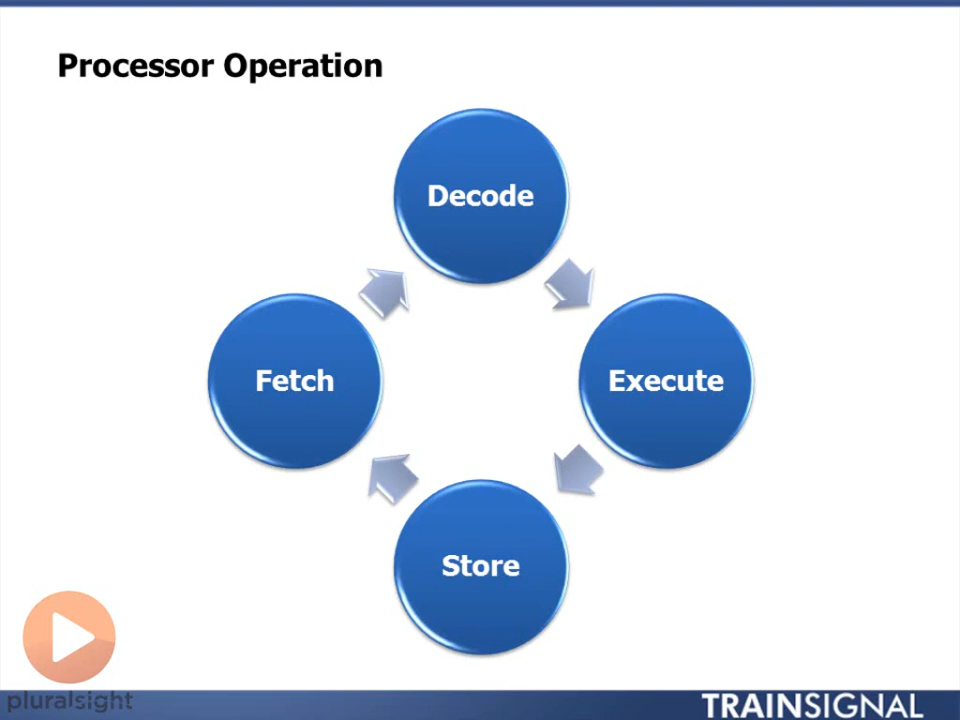 Processor Operation
Decode
Fetch
Execute
Store
pluralsight
TRAINSIGNAL